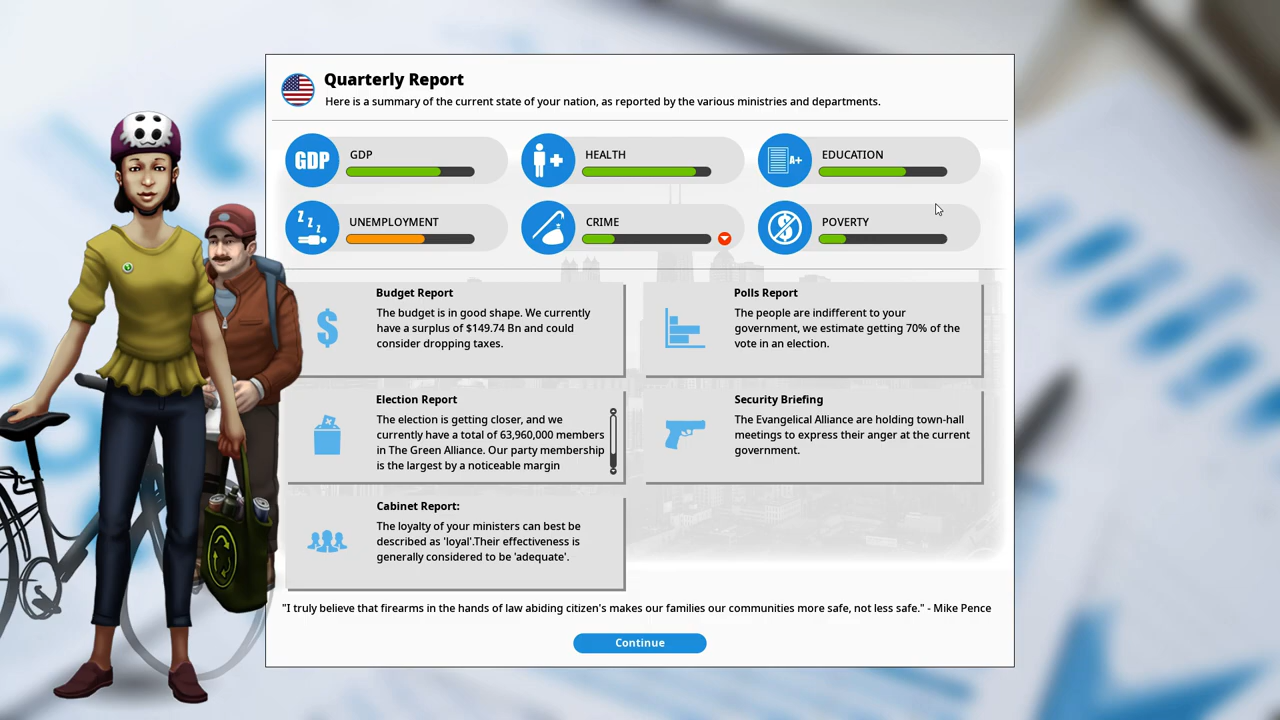 Quarterly Report
Here is a summary of the current state of your nation, as reported by the various ministries and departments.
GDP
GDP
HEALTH
A+
EDUCATION
Z Z Z
UNEMPLOYMENT
CRIME
$
POVERTY
Budget Report
$
The budget is in good shape. We currently
have a surplus of $149.74 Bn and could
consider dropping taxes.
Polls Report
The people are indifferent to your
government, we estimate getting 70% of the
vote in an election.
Election Report
The election is getting closer, and we
currently have a total of 63,960,000 members
in The Green Alliance. Our party membership
is the largest by a noticeable margin
Security Briefing
The Evangelical Alliance are holding town-hall
meetings to express their anger at the current
government.
Cabinet Report:
The loyalty of your ministers can best be
described as 'loyal'.Their effectiveness is
generally considered to be 'adequate'.
"I truly believe that firearms in the hands of law abiding citizen's makes our families our communities more safe, not less safe." - Mike Pence
Continue